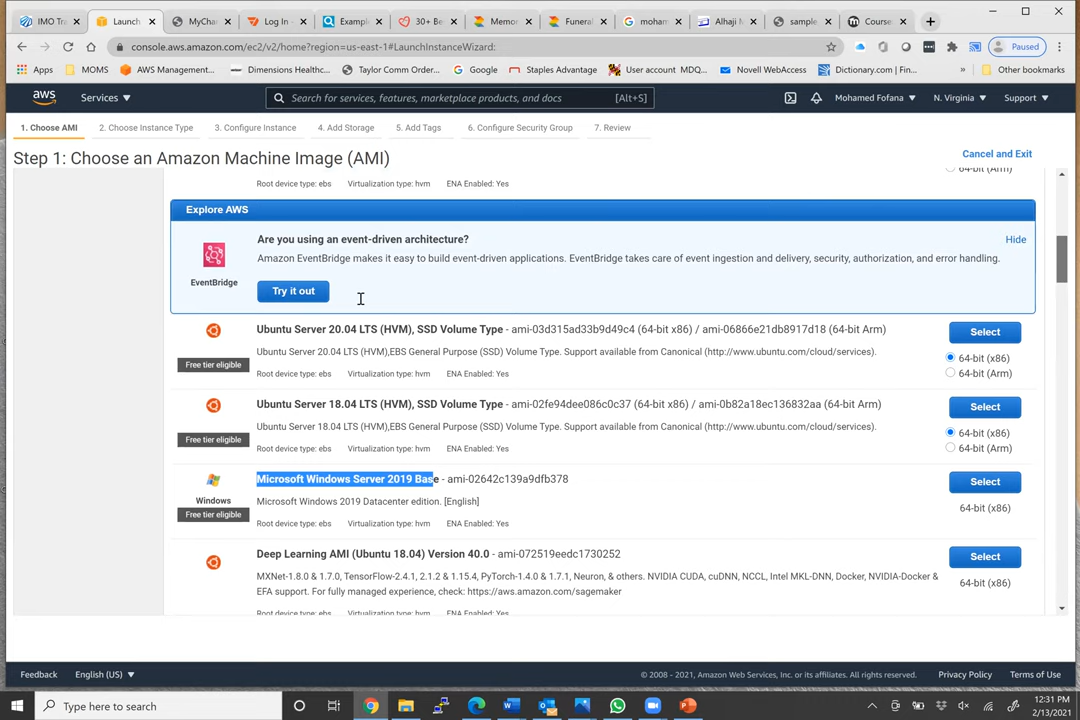 IMO Tra
Launch
MyCha
Log In -
Example
30+ Be
Memor
Funeral
moham
Alhaji M
sample
Course
console.aws.amazon.com/ec2/v2/home?region=us-east-1#LaunchInstanceWizard:
Paused
Apps
MOMS
AWS Management...
Dimensions Healthc...
Taylor Comm Order...
Google
Staples Advantage
User account MDQ...
Novell WebAccess
Dictionary.com | Fin...
»
Other bookmarks
aws
Services
Search for services, features, marketplace products, and docs
[Alt+S]
Mohamed Fofana
N. Virginia
Support
1. Choose AMI
2. Choose Instance Type
3. Configure Instance
4. Add Storage
5. Add Tags
6. Configure Security Group
7. Review
Step 1: Choose an Amazon Machine Image (AMI)
Cancel and Exit
64-bit (Arm)
Root device type: ebs Virtualization type: hvm ENA Enabled: Yes
Explore AWS
Are you using an event-driven architecture?
Hide
Amazon EventBridge makes it easy to build event-driven applications. EventBridge takes care of event ingestion and delivery, security, authorization, and error handling.
EventBridge
Try it out
Ubuntu Server 20.04 LTS (HVM), SSD Volume Type - ami-03d315ad33b9d49c4 (64-bit x86) / ami-06866e21db8917d18 (64-bit Arm)
Select
Free tier eligible
Ubuntu Server 20.04 LTS (HVM),EBS General Purpose (SSD) Volume Type. Support available from Canonical (http://www.ubuntu.com/cloud/services).
64-bit (x86)
Root device type: ebs Virtualization type: hvm ENA Enabled: Yes
64-bit (Arm)
Ubuntu Server 18.04 LTS (HVM), SSD Volume Type - ami-02fe94dee086c0c37 (64-bit x86) / ami-0b82a18ec136832aa (64-bit Arm)
Select
Free tier eligible
Ubuntu Server 18.04 LTS (HVM),EBS General Purpose (SSD) Volume Type. Support available from Canonical (http://www.ubuntu.com/cloud/services).
64-bit (x86)
Root device type: ebs Virtualization type: hvm ENA Enabled: Yes
64-bit (Arm)
Microsoft Windows Server 2019 Base - ami-02642c139a9dfb378
Select
Windows
Free tier eligible
Microsoft Windows 2019 Datacenter edition. [English]
64-bit (x86)
Root device type: ebs Virtualization type: hvm ENA Enabled: Yes
Deep Learning AMI (Ubuntu 18.04) Version 40.0 - ami-072519eedc1730252
Select
MXNet-1.8.0 & 1.7.0, TensorFlow-2.4.1, 2.1.2 & 1.15.4, PyTorch-1.4.0 & 1.7.1, Neuron, & others. NVIDIA CUDA, cuDNN, NCCL, Intel MKL-DNN, Docker, NVIDIA-Docker &
EFA support. For fully managed experience, check: https://aws.amazon.com/sagemaker
64-bit (x86)
Root device type: ebs Virtualization type: hvm ENA Enabled: Yes
Feedback
English (US)
© 2008 - 2021, Amazon Web Services, Inc. or its affiliates. All rights reserved.
Privacy Policy
Terms of Use
Type here to search
12:31 PM
2/13/2021